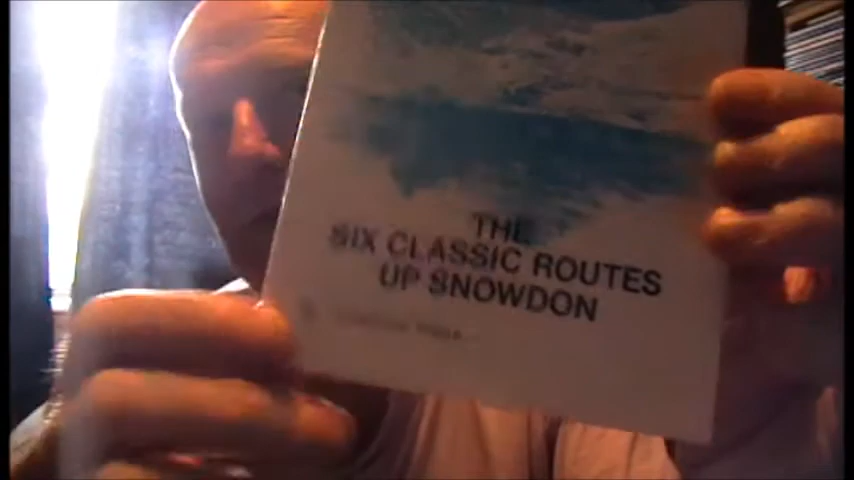 THE
SIX CLASSIC ROUTES
UP SNOWDON